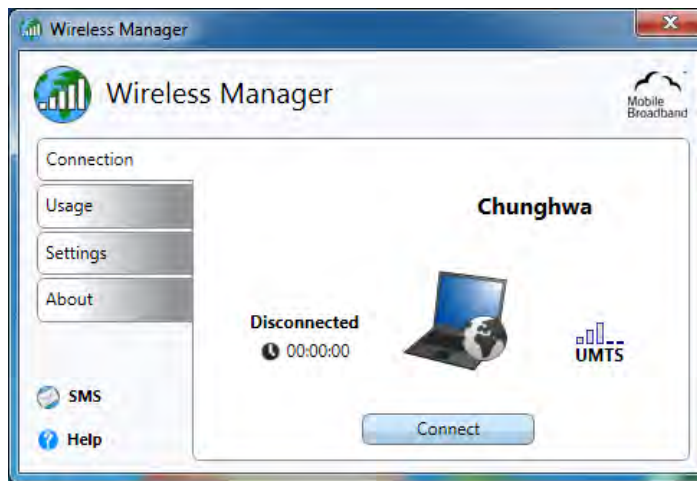 Wireless Manager
Wireless Manager
Mobile
Broadband
Connection
Usage
Settings
About
SMS
Help
Chunghwa
Disconnected
00:00:00
UMTS
Connect